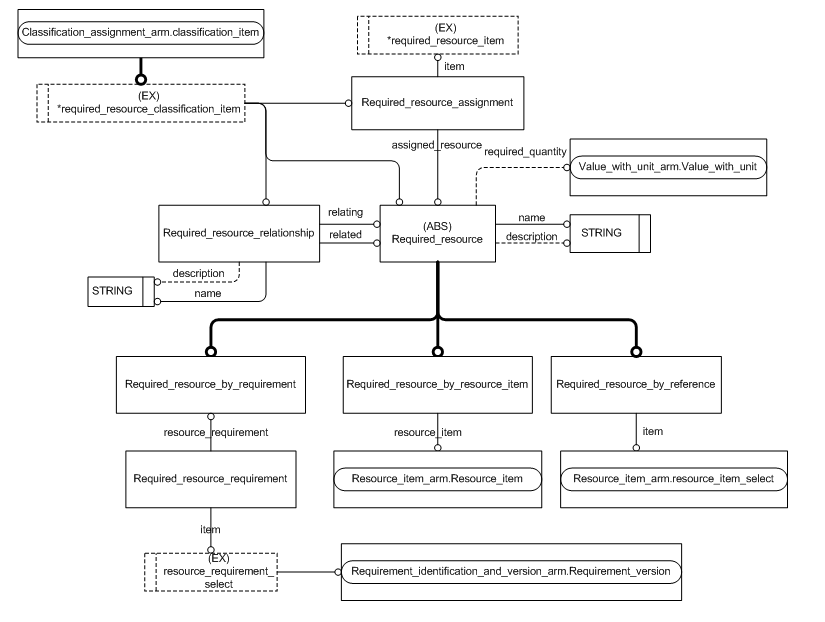 Classification_assignment_arm.classification_item
(EX)
*required_resource_item
item
(EX)
*required_resource_classification_item
Required_resource_assignment
assigned_resource
required_quantity
Value_with_unit_arm.Value_with_unit
Required_resource_relationship
relating
related
(ABS)
Required_resource
name
description
STRING
description
name
STRING
Required_resource_by_requirement
Required_resource_by_resource_item
Required_resource_by_reference
resource_requirement
resource_item
item
Required_resource_requirement
Resource_item_arm.Resource_item
Resource_item_arm.resource_item_select
item
(EX)
resource_requirement_
select
Requirement_identification_and_version_arm.Requirement_version